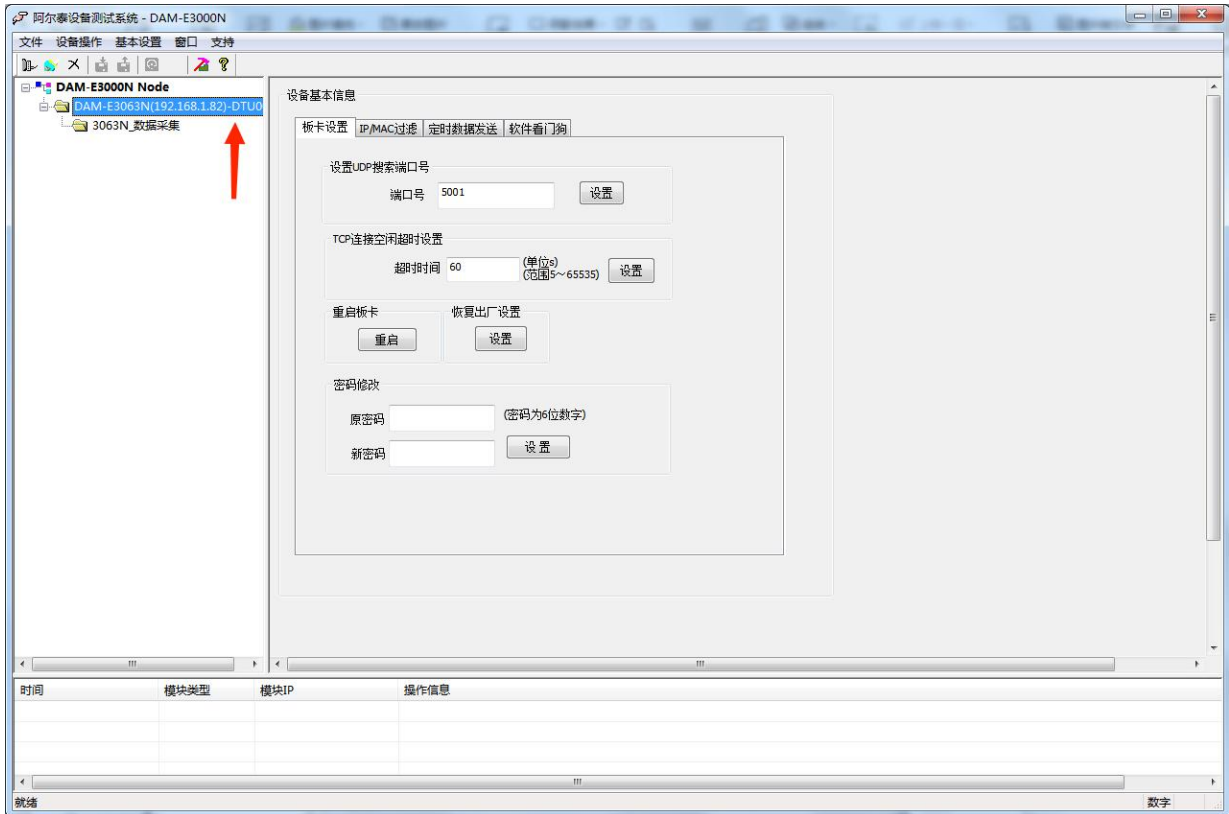 阿尔泰设备测试系统 - DAM-E3000N
文件 设备操作 基本设置 窗口 支持
DAM-E3000N Node
DAM-E3063N(192.168.1.82)-DTU0
3063N_数据采集
设备基本信息
板卡设置 IP/MAC过滤 定时数据发送 软件看门狗
设置UDP搜索端口号
端口号 5001 设置
TCP连接空闲超时设置
超时时间 60 (单位s) (范围5～65535) 设置
重启板卡 恢复出厂设置
重启 设置
密码修改
原密码 (密码为6位数字)
新密码 设置
时间 模块类型 模块IP 操作信息
就绪 数字